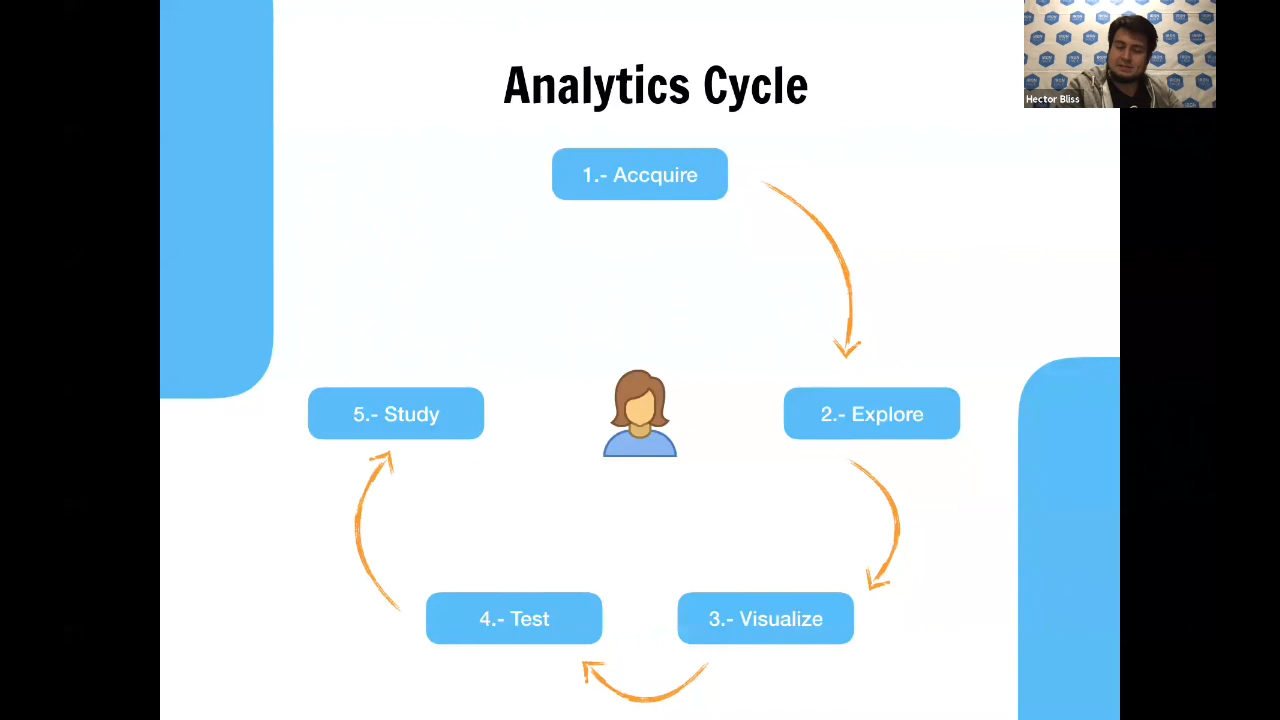 Analytics Cycle
Hector Bliss
1.- Accquire
5.- Study
2.- Explore
4.- Test
3.- Visualize